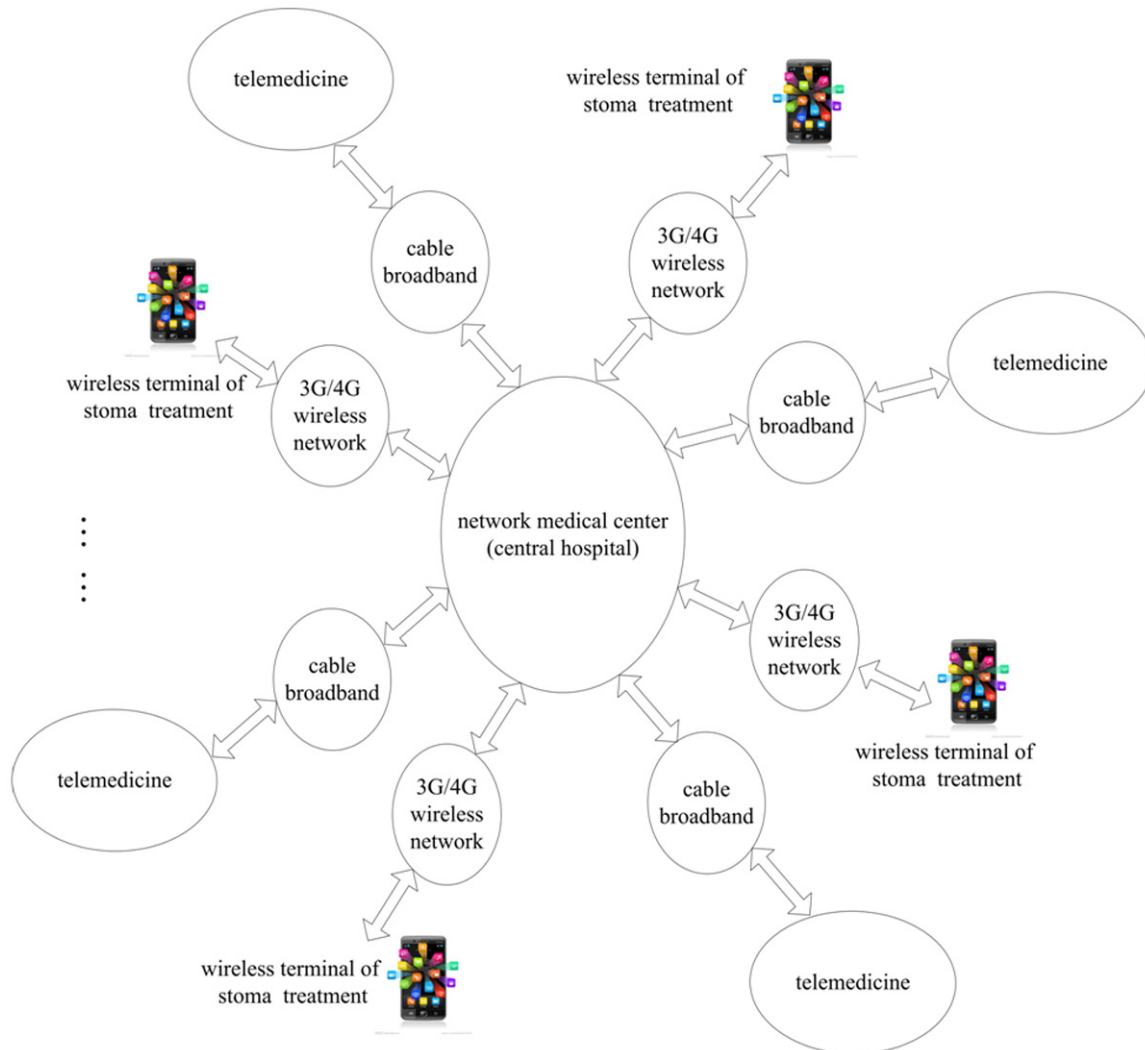 telemedicine
wireless terminal of
stoma treatment
cable
broadband
3G/4G
wireless
network
wireless terminal of
stoma treatment
3G/4G
wireless
network
cable
broadband
telemedicine
network medical center
(central hospital)
cable
broadband
telemedicine
3G/4G
wireless
network
wireless terminal of
stoma treatment
3G/4G
wireless
network
cable
broadband
wireless terminal of
stoma treatment
telemedicine